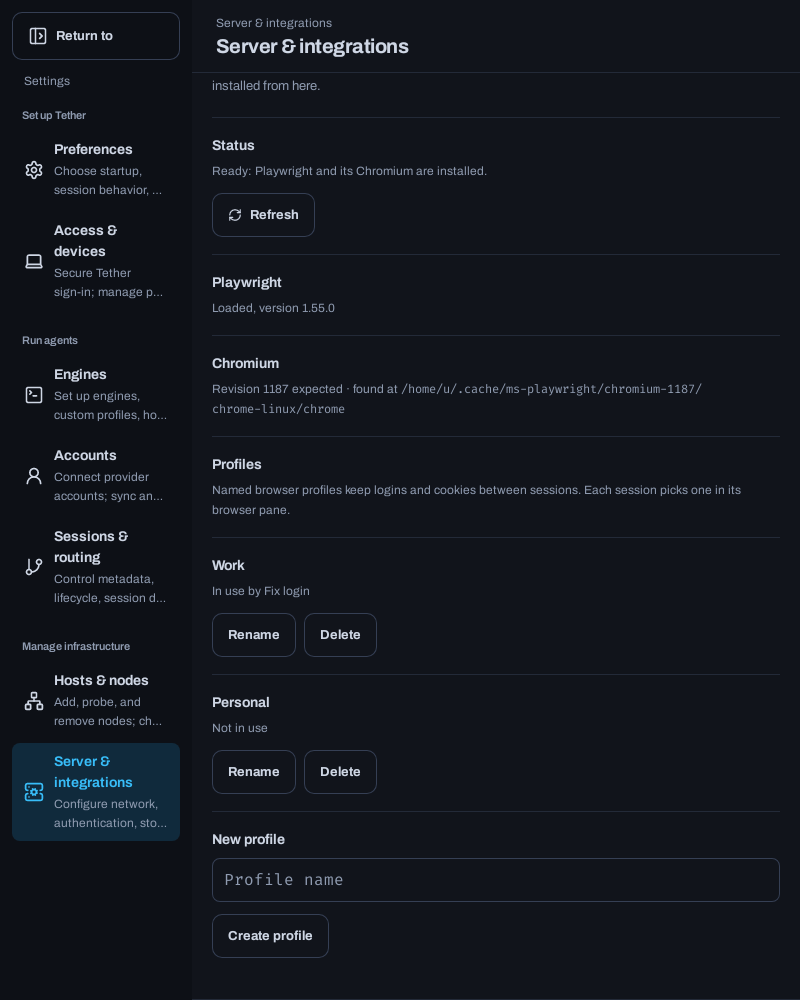 Return to
Settings
Set up Tether
Preferences
Choose startup,
session behavior, ...
Access &
devices
Secure Tether
sign-in; manage p...
Run agents
Engines
Set up engines,
custom profiles, ho...
Accounts
Connect provider
accounts; sync an...
Sessions &
routing
Control metadata,
lifecycle, session d...
Manage infrastructure
Hosts & nodes
Add, probe, and
remove nodes; ch...
Server &
integrations
Configure network,
authentication, sto...
Server & integrations
Server & integrations
installed from here.
Status
Ready: Playwright and its Chromium are installed.
Refresh
Playwright
Loaded, version 1.55.0
Chromium
Revision 1187 expected · found at /home/u/.cache/ms-playwright/chromium-1187/
chrome-linux/chrome
Profiles
Named browser profiles keep logins and cookies between sessions. Each session picks one in its
browser pane.
Work
In use by Fix login
Rename Delete
Personal
Not in use
Rename Delete
New profile
Profile name
Create profile